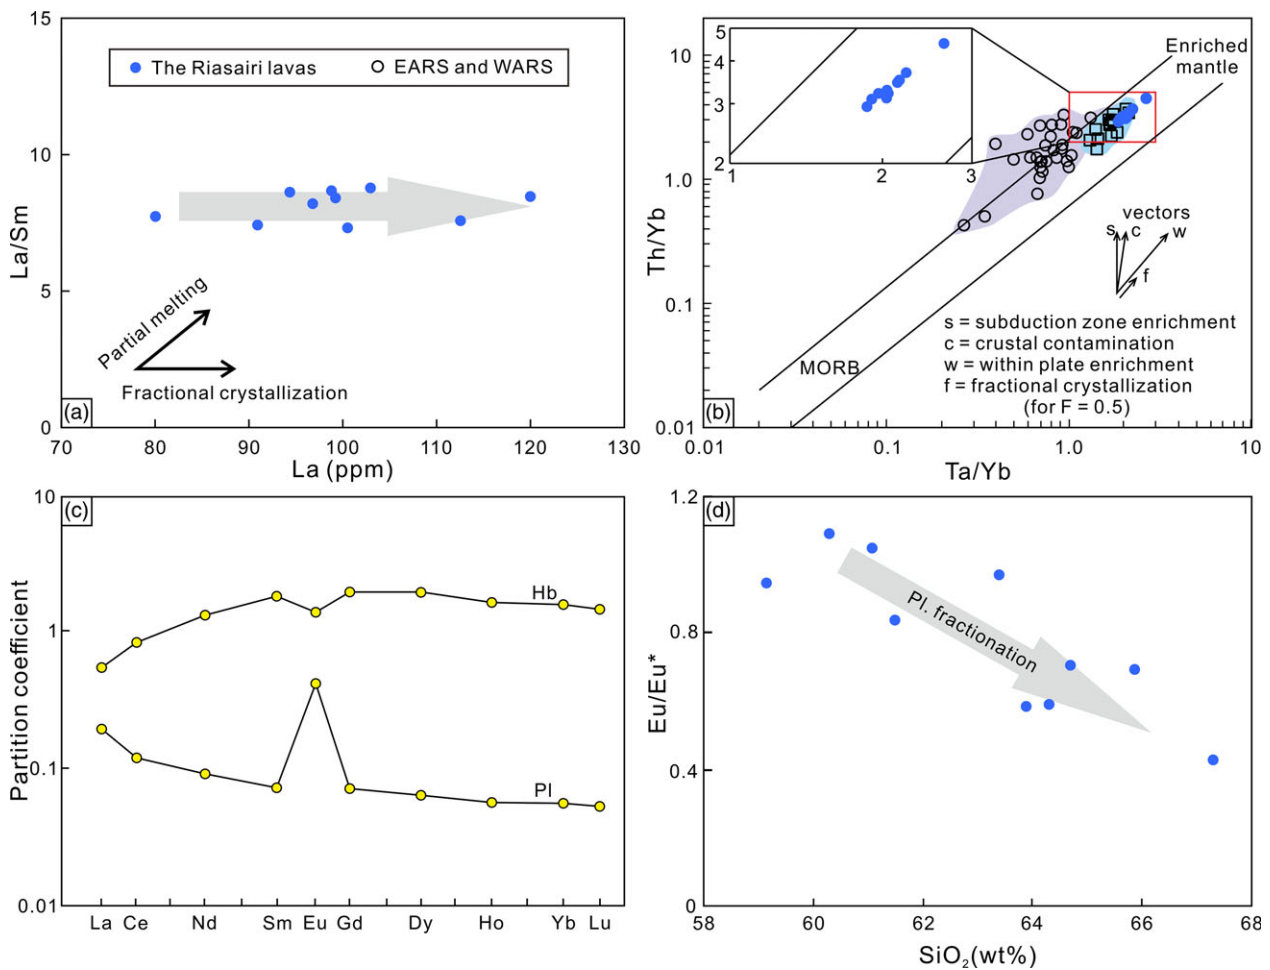 15
10
5
0
La/Sm
The Riasairi lavas
EARS and WARS
Partial melting
Fractional crystallization
(a)
70
80
90
100
110
120
130
La (ppm)
10
1.0
0.1
0.01
Th/Yb
5
4
3
2
1
2
3
Enriched
mantle
vectors
s
c
w
f
s = subduction zone enrichment
c = crustal contamination
w = within plate enrichment
f = fractional crystallization
(for F = 0.5)
MORB
(b)
0.01
0.1
1.0
10
Ta/Yb
(c)
10
1
0.1
0.01
Partition coefficient
Hb
Pl
La
Ce
Nd
Sm
Eu
Gd
Dy
Ho
Yb
Lu
(d)
1.2
0.8
0.4
0
Eu/Eu*
Pl. fractionation
58
60
62
64
66
68
SiO₂(wt%)